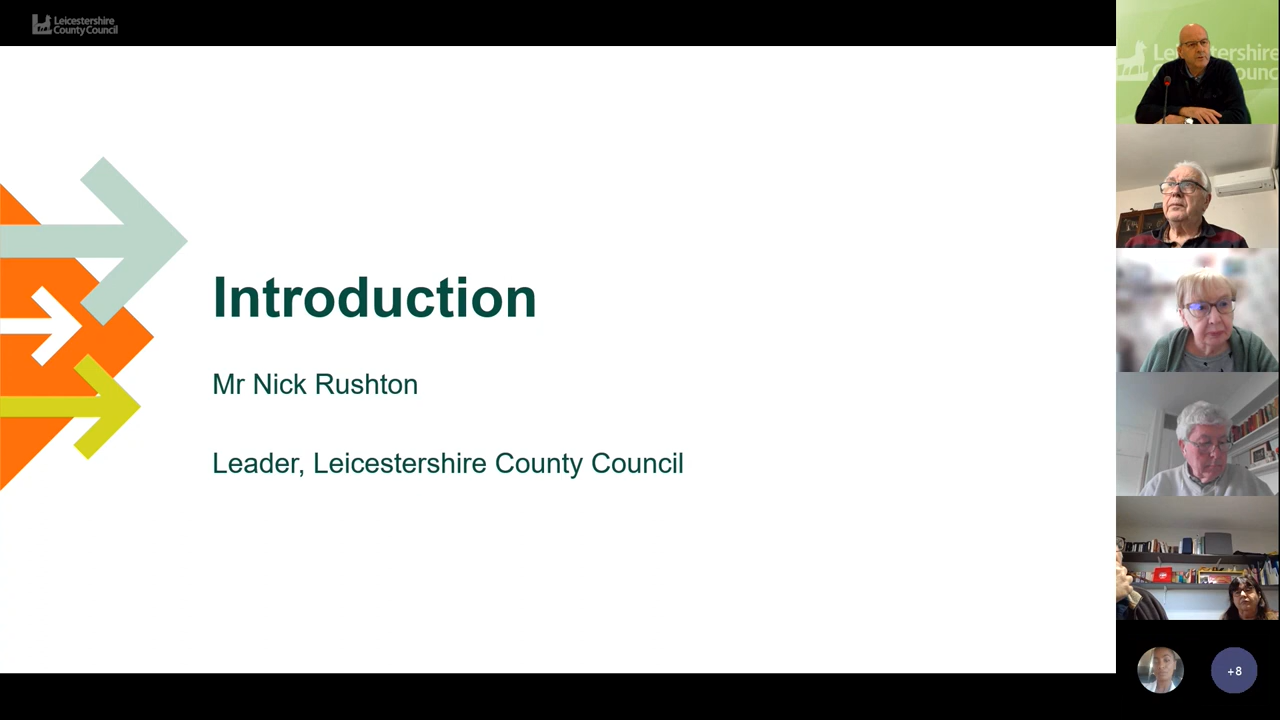 Leicestershire
County Council
Introduction
Mr Nick Rushton
Leader, Leicestershire County Council
+8